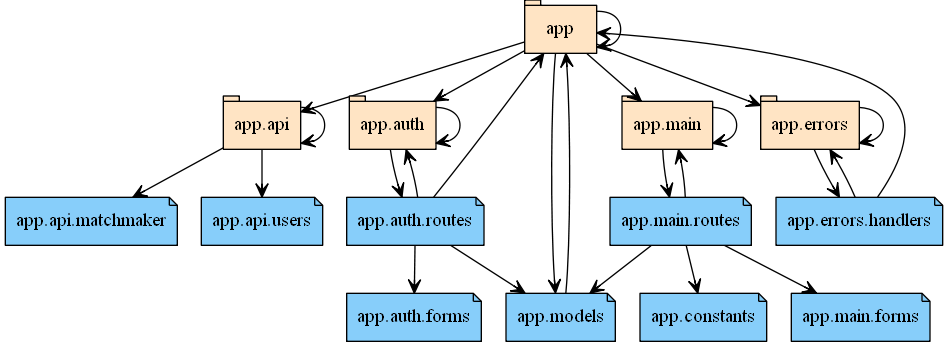 app
app.api
app.auth
app.main
app.errors
app.api.matchmaker
app.api.users
app.auth.routes
app.main.routes
app.errors.handlers
app.auth.forms
app.models
app.constants
app.main.forms